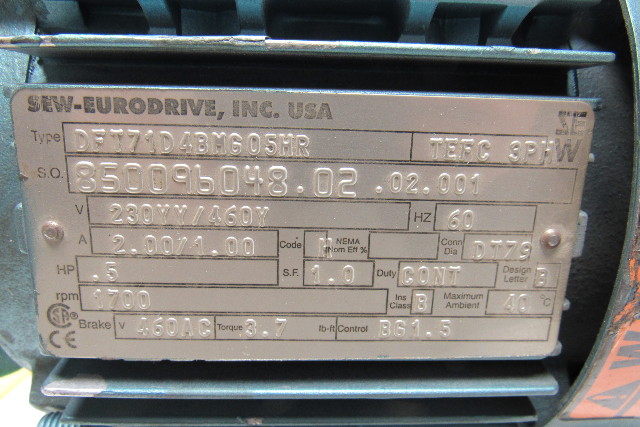 SEW-EURODRIVE, INC. USA
Type DFT71D4BMG05HR TEFC 3PH
S.O. 850096048.02.02.001
V 230YY/460Y HZ 60
A 2.00/1.00 Code NEMA Nom Eff % Conn Dia DT79
HP .5 S.F. 1.0 Duty CONT Design Letter B
rpm 1700 Ins Class B Maximum Ambient 40 °C
Brake V 460AC Torque 3.7 lb-ft Control BG1.5
CE